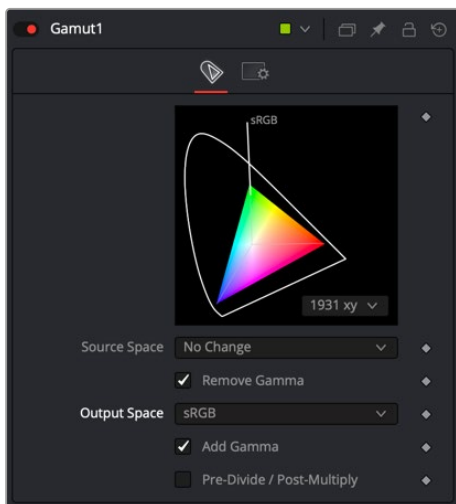 Gamut1
sRGB
1931 xy
Source Space No Change
Remove Gamma
Output Space sRGB
Add Gamma
Pre-Divide / Post-Multiply